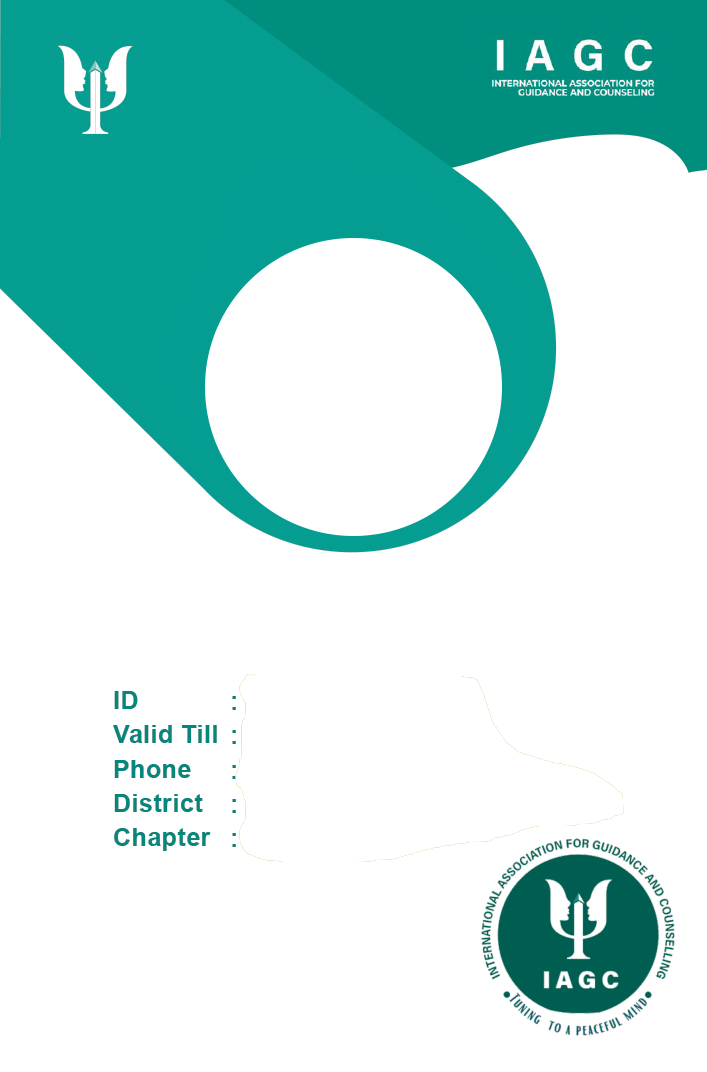 I A G C
INTERNATIONAL ASSOCIATION FOR
GUIDANCE AND COUNSELING
ID :
Valid Till :
Phone :
District :
Chapter :
INTERNATIONAL ASSOCIATION FOR GUIDANCE AND COUNSELLING
IAGC
•TUNING TO A PEACEFUL MIND•